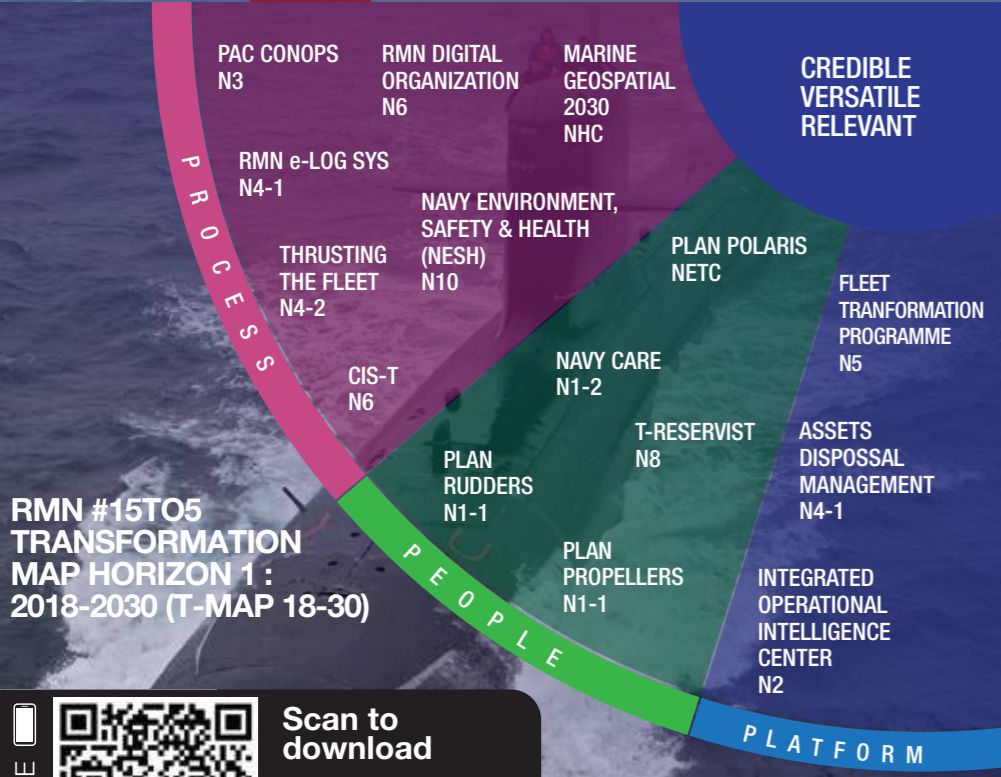 PAC CONOPS
N3
RMN DIGITAL
ORGANIZATION
N6
MARINE
GEOSPATIAL
2030
NHC
CREDIBLE
VERSATILE
RELEVANT
RMN e-LOG SYS
N4-1
NAVY ENVIRONMENT,
SAFETY & HEALTH
(NESH)
N10
THRUSTING
THE FLEET
N4-2
CIS-T
N6
PROCESS
PLAN POLARIS
NETC
NAVY CARE
N1-2
T-RESERVIST
N8
PLAN
RUDDERS
N1-1
PLAN
PROPELLERS
N1-1
PEOPLE
FLEET
TRANFORMATION
PROGRAMME
N5
ASSETS
DISPOSSAL
MANAGEMENT
N4-1
INTEGRATED
OPERATIONAL
INTELLIGENCE
CENTER
N2
PLATFORM
RMN #15TO5
TRANSFORMATION
MAP HORIZON 1 :
2018-2030 (T-MAP 18-30)
Scan to
download